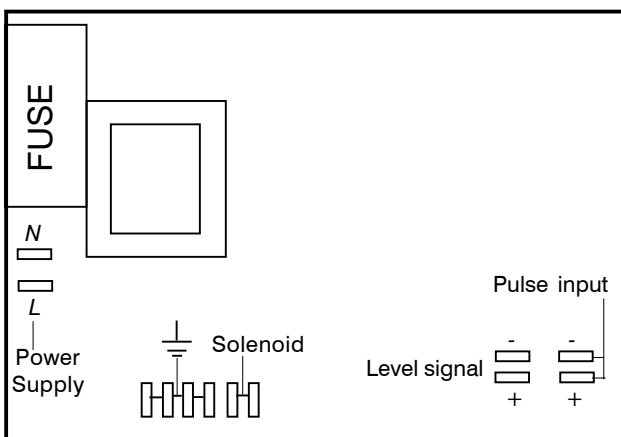 FUSE
N
L
Power
Supply
Solenoid
Pulse input
Level signal
- -
+ +